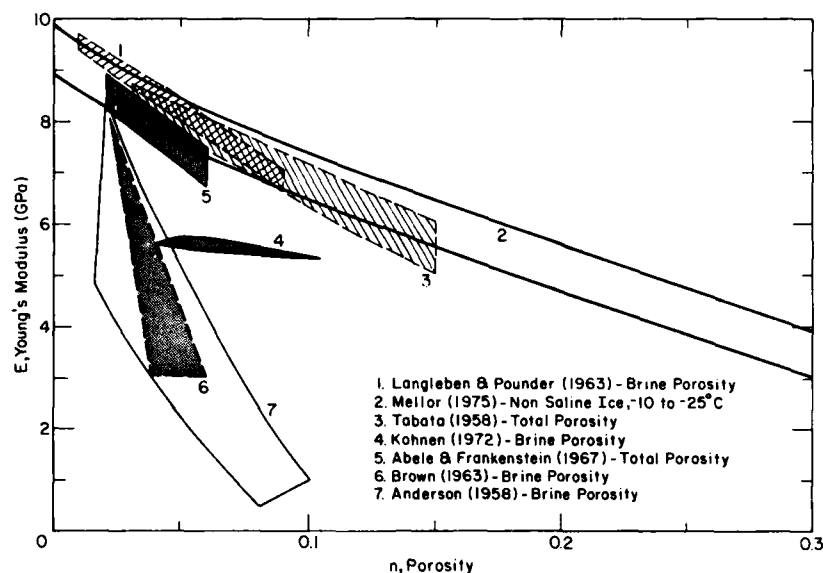 10
8
6
4
2
0
E, Young's Modulus (GPa)
1
2
3
4
5
6
7
1. Langleben & Pounder (1963) - Brine Porosity
2. Mellor (1975) - Non Saline Ice, -10 to -25°C
3. Tabata (1958) - Total Porosity
4. Kohnen (1972) - Brine Porosity
5. Abele & Frankenstein (1967) - Total Porosity
6. Brown (1963) - Brine Porosity
7. Anderson (1958) - Brine Porosity
0.1
0.2
0.3
n, Porosity